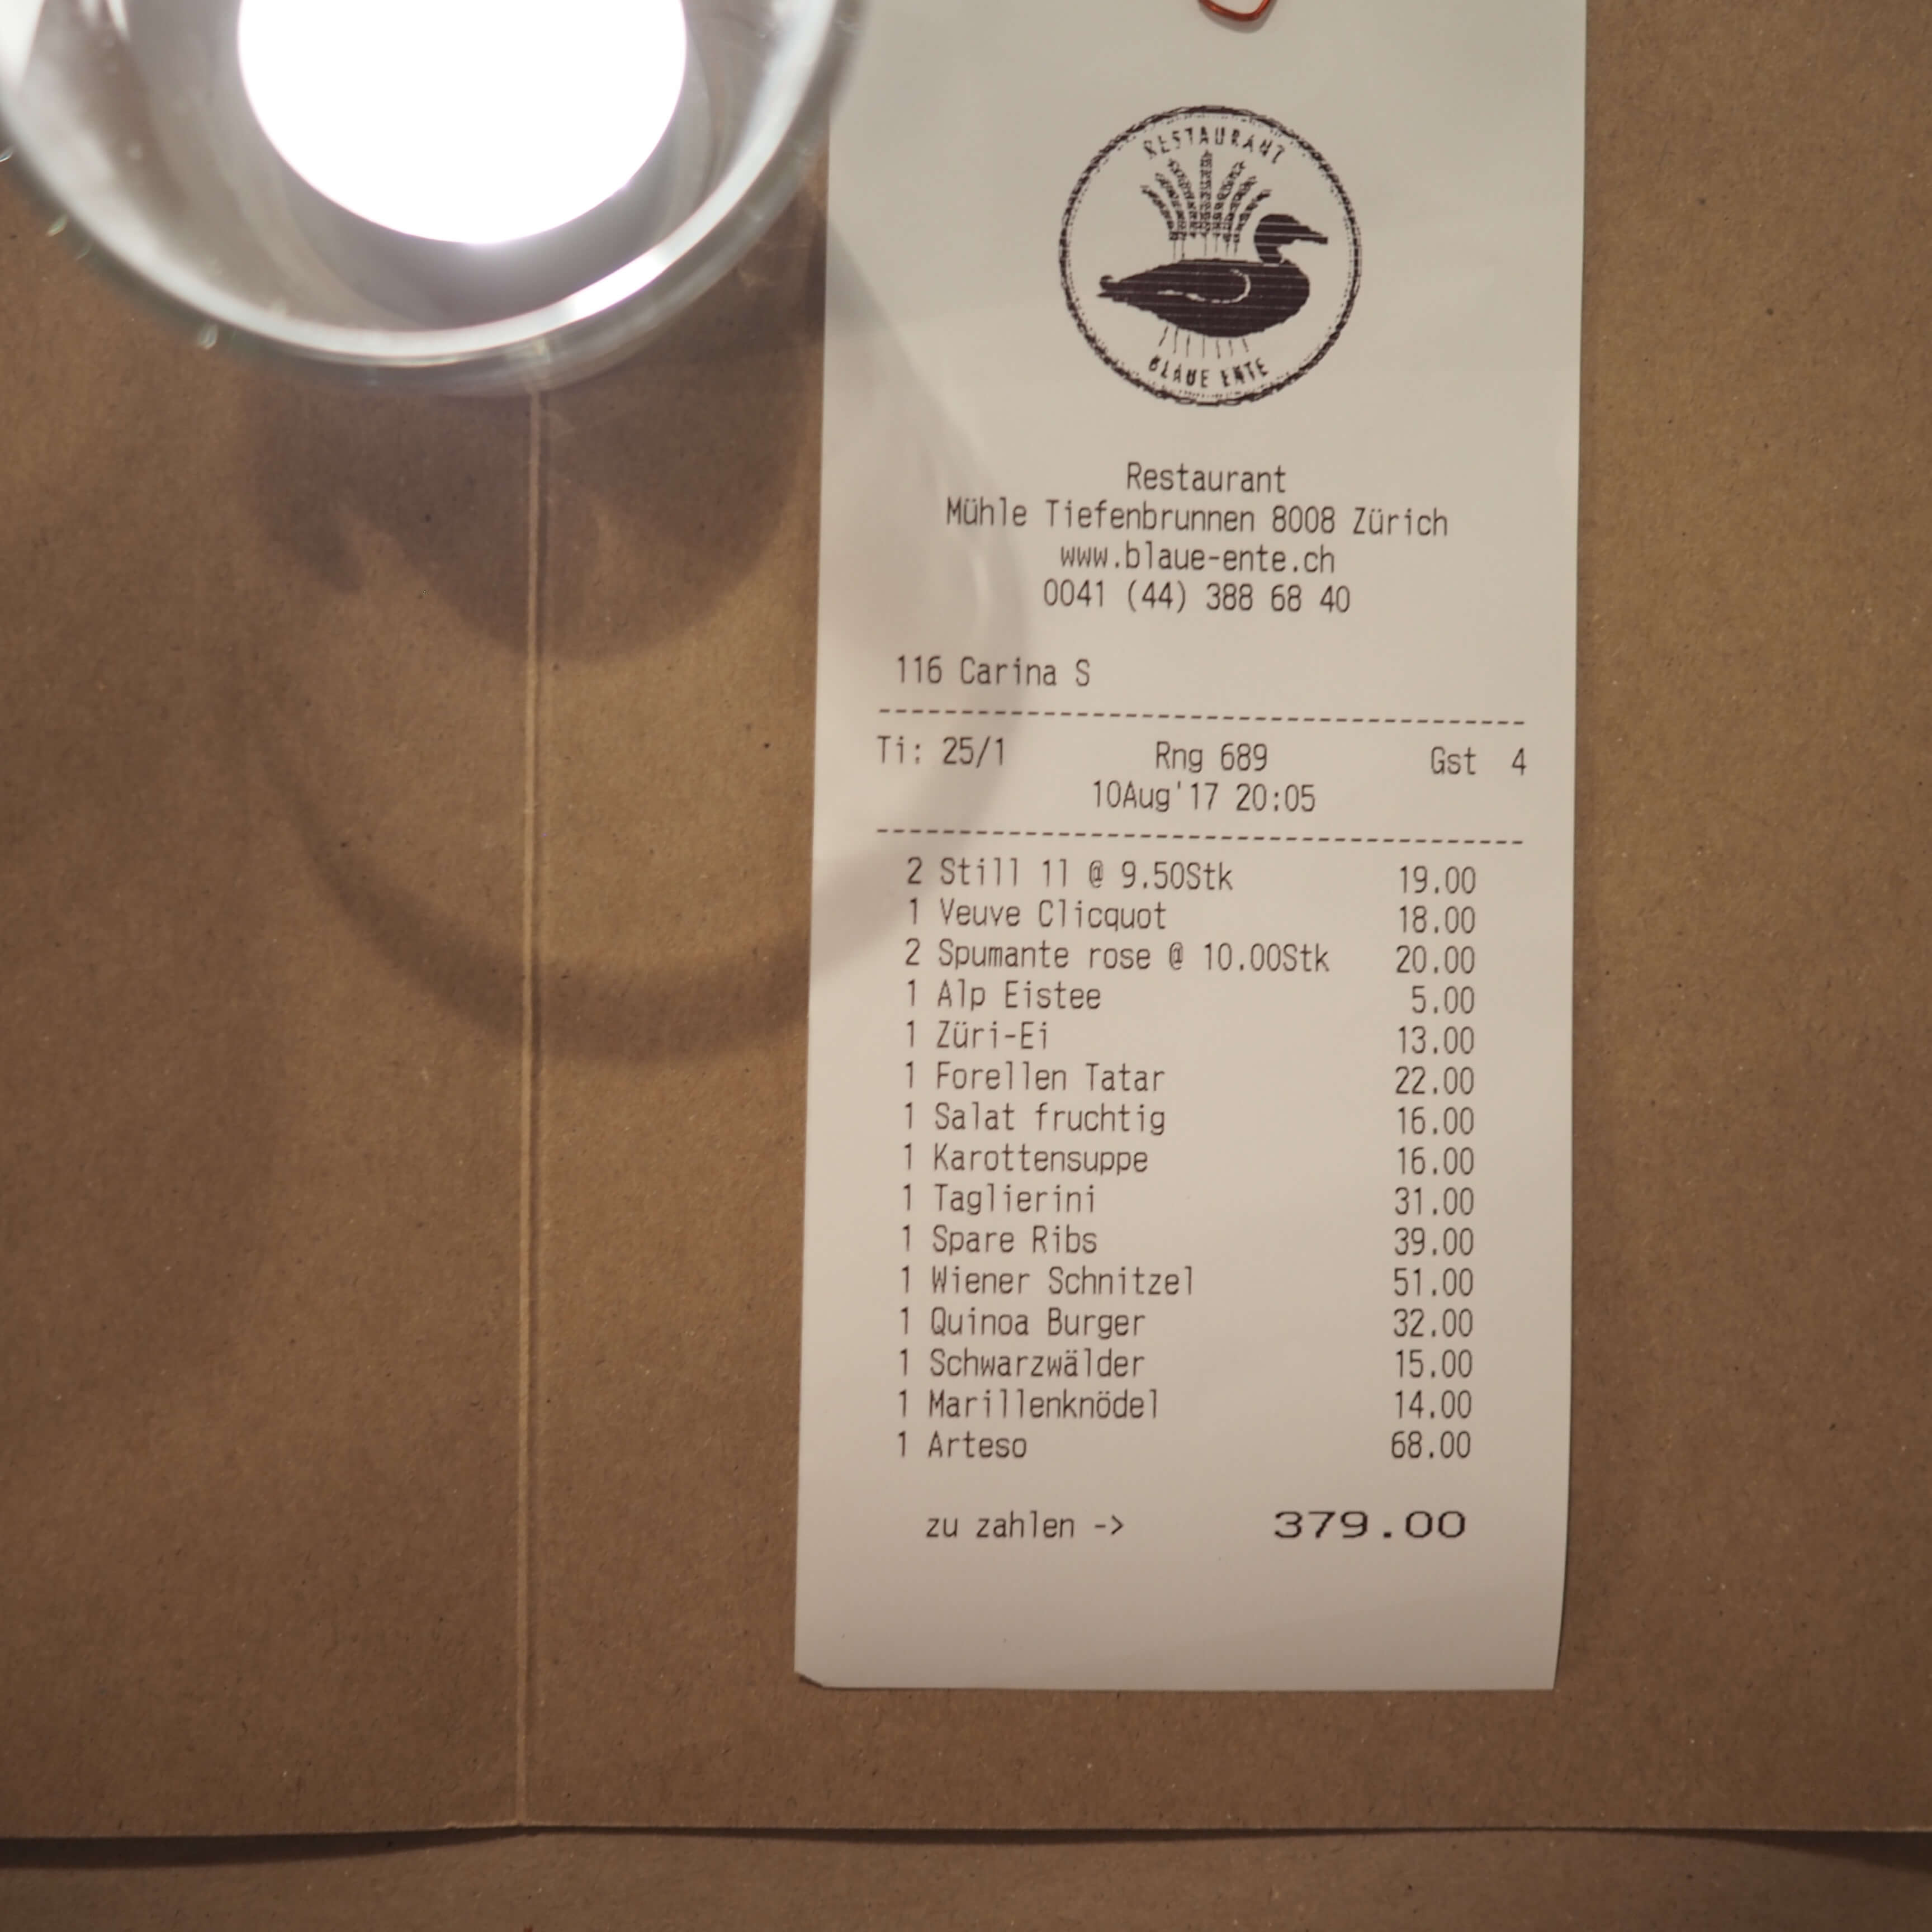 RESTAURANT
BLAUE ENTE
Restaurant
Mühle Tiefenbrunnen 8008 Zürich
www.blaue-ente.ch
0041 (44) 388 68 40
116 Carina S
Ti: 25/1 Rng 689 Gst 4
10Aug'17 20:05
2 Still 1l @ 9.50Stk 19.00
1 Veuve Clicquot 18.00
2 Spumante rose @ 10.00Stk 20.00
1 Alp Eistee 5.00
1 Züri-Ei 13.00
1 Forellen Tatar 22.00
1 Salat fruchtig 16.00
1 Karottensuppe 16.00
1 Taglierini 31.00
1 Spare Ribs 39.00
1 Wiener Schnitzel 51.00
1 Quinoa Burger 32.00
1 Schwarzwälder 15.00
1 Marillenknödel 14.00
1 Arteso 68.00
zu zahlen -> 379.00